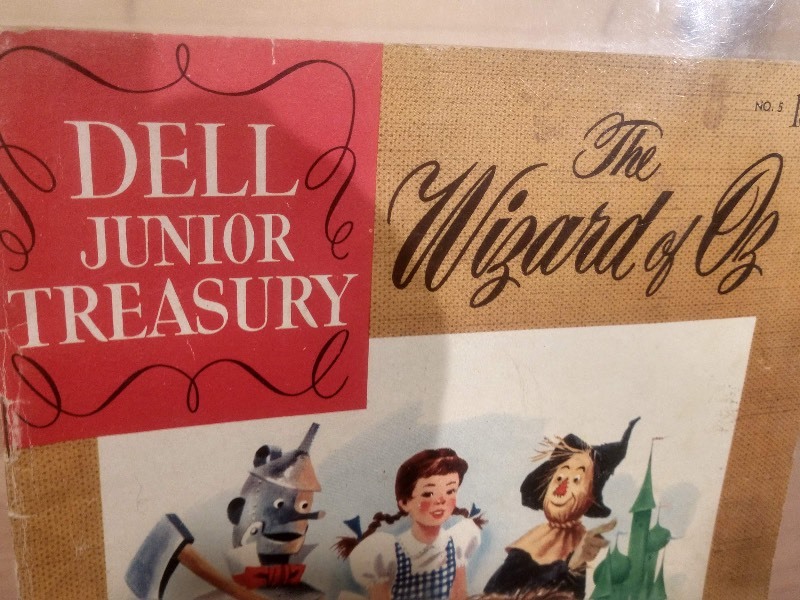 DELL
JUNIOR
TREASURY
The
Wizard of Oz
NO. 5